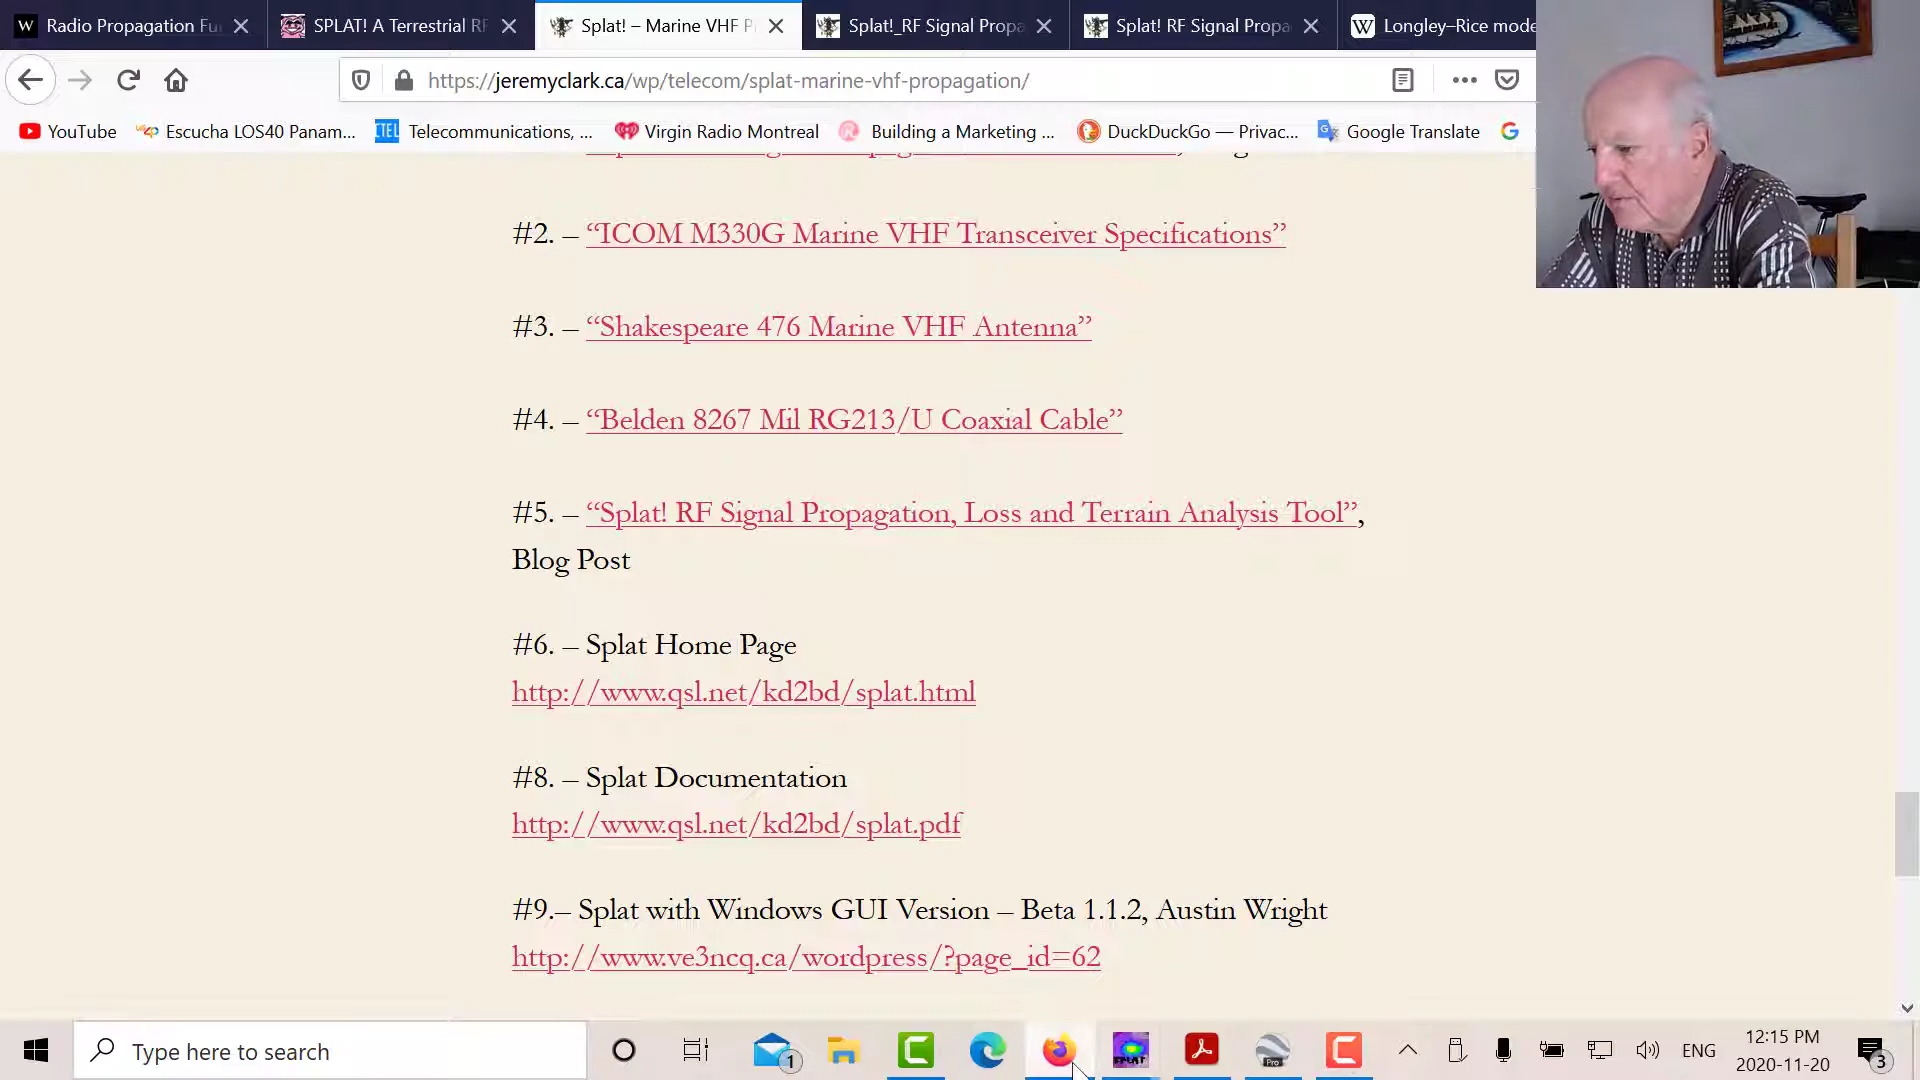 Radio Propagation Fu
SPLAT! A Terrestrial RF
Splat! – Marine VHF P
Splat!_RF Signal Propa
Splat! RF Signal Propa
Longley–Rice mode
https://jeremyclark.ca/wp/telecom/splat-marine-vhf-propagation/
YouTube
Escucha LOS40 Panam...
Telecommunications, ...
Virgin Radio Montreal
Building a Marketing ...
DuckDuckGo — Privac...
Google Translate
#2. – “ICOM M330G Marine VHF Transceiver Specifications”
#3. – “Shakespeare 476 Marine VHF Antenna”
#4. – “Belden 8267 Mil RG213/U Coaxial Cable”
#5. – “Splat! RF Signal Propagation, Loss and Terrain Analysis Tool”,
Blog Post
#6. – Splat Home Page
http://www.qsl.net/kd2bd/splat.html
#8. – Splat Documentation
http://www.qsl.net/kd2bd/splat.pdf
#9.– Splat with Windows GUI Version – Beta 1.1.2, Austin Wright
http://www.ve3ncq.ca/wordpress/?page_id=62
Type here to search
1
SPLAT!
Pro
ENG
12:15 PM
2020-11-20
3